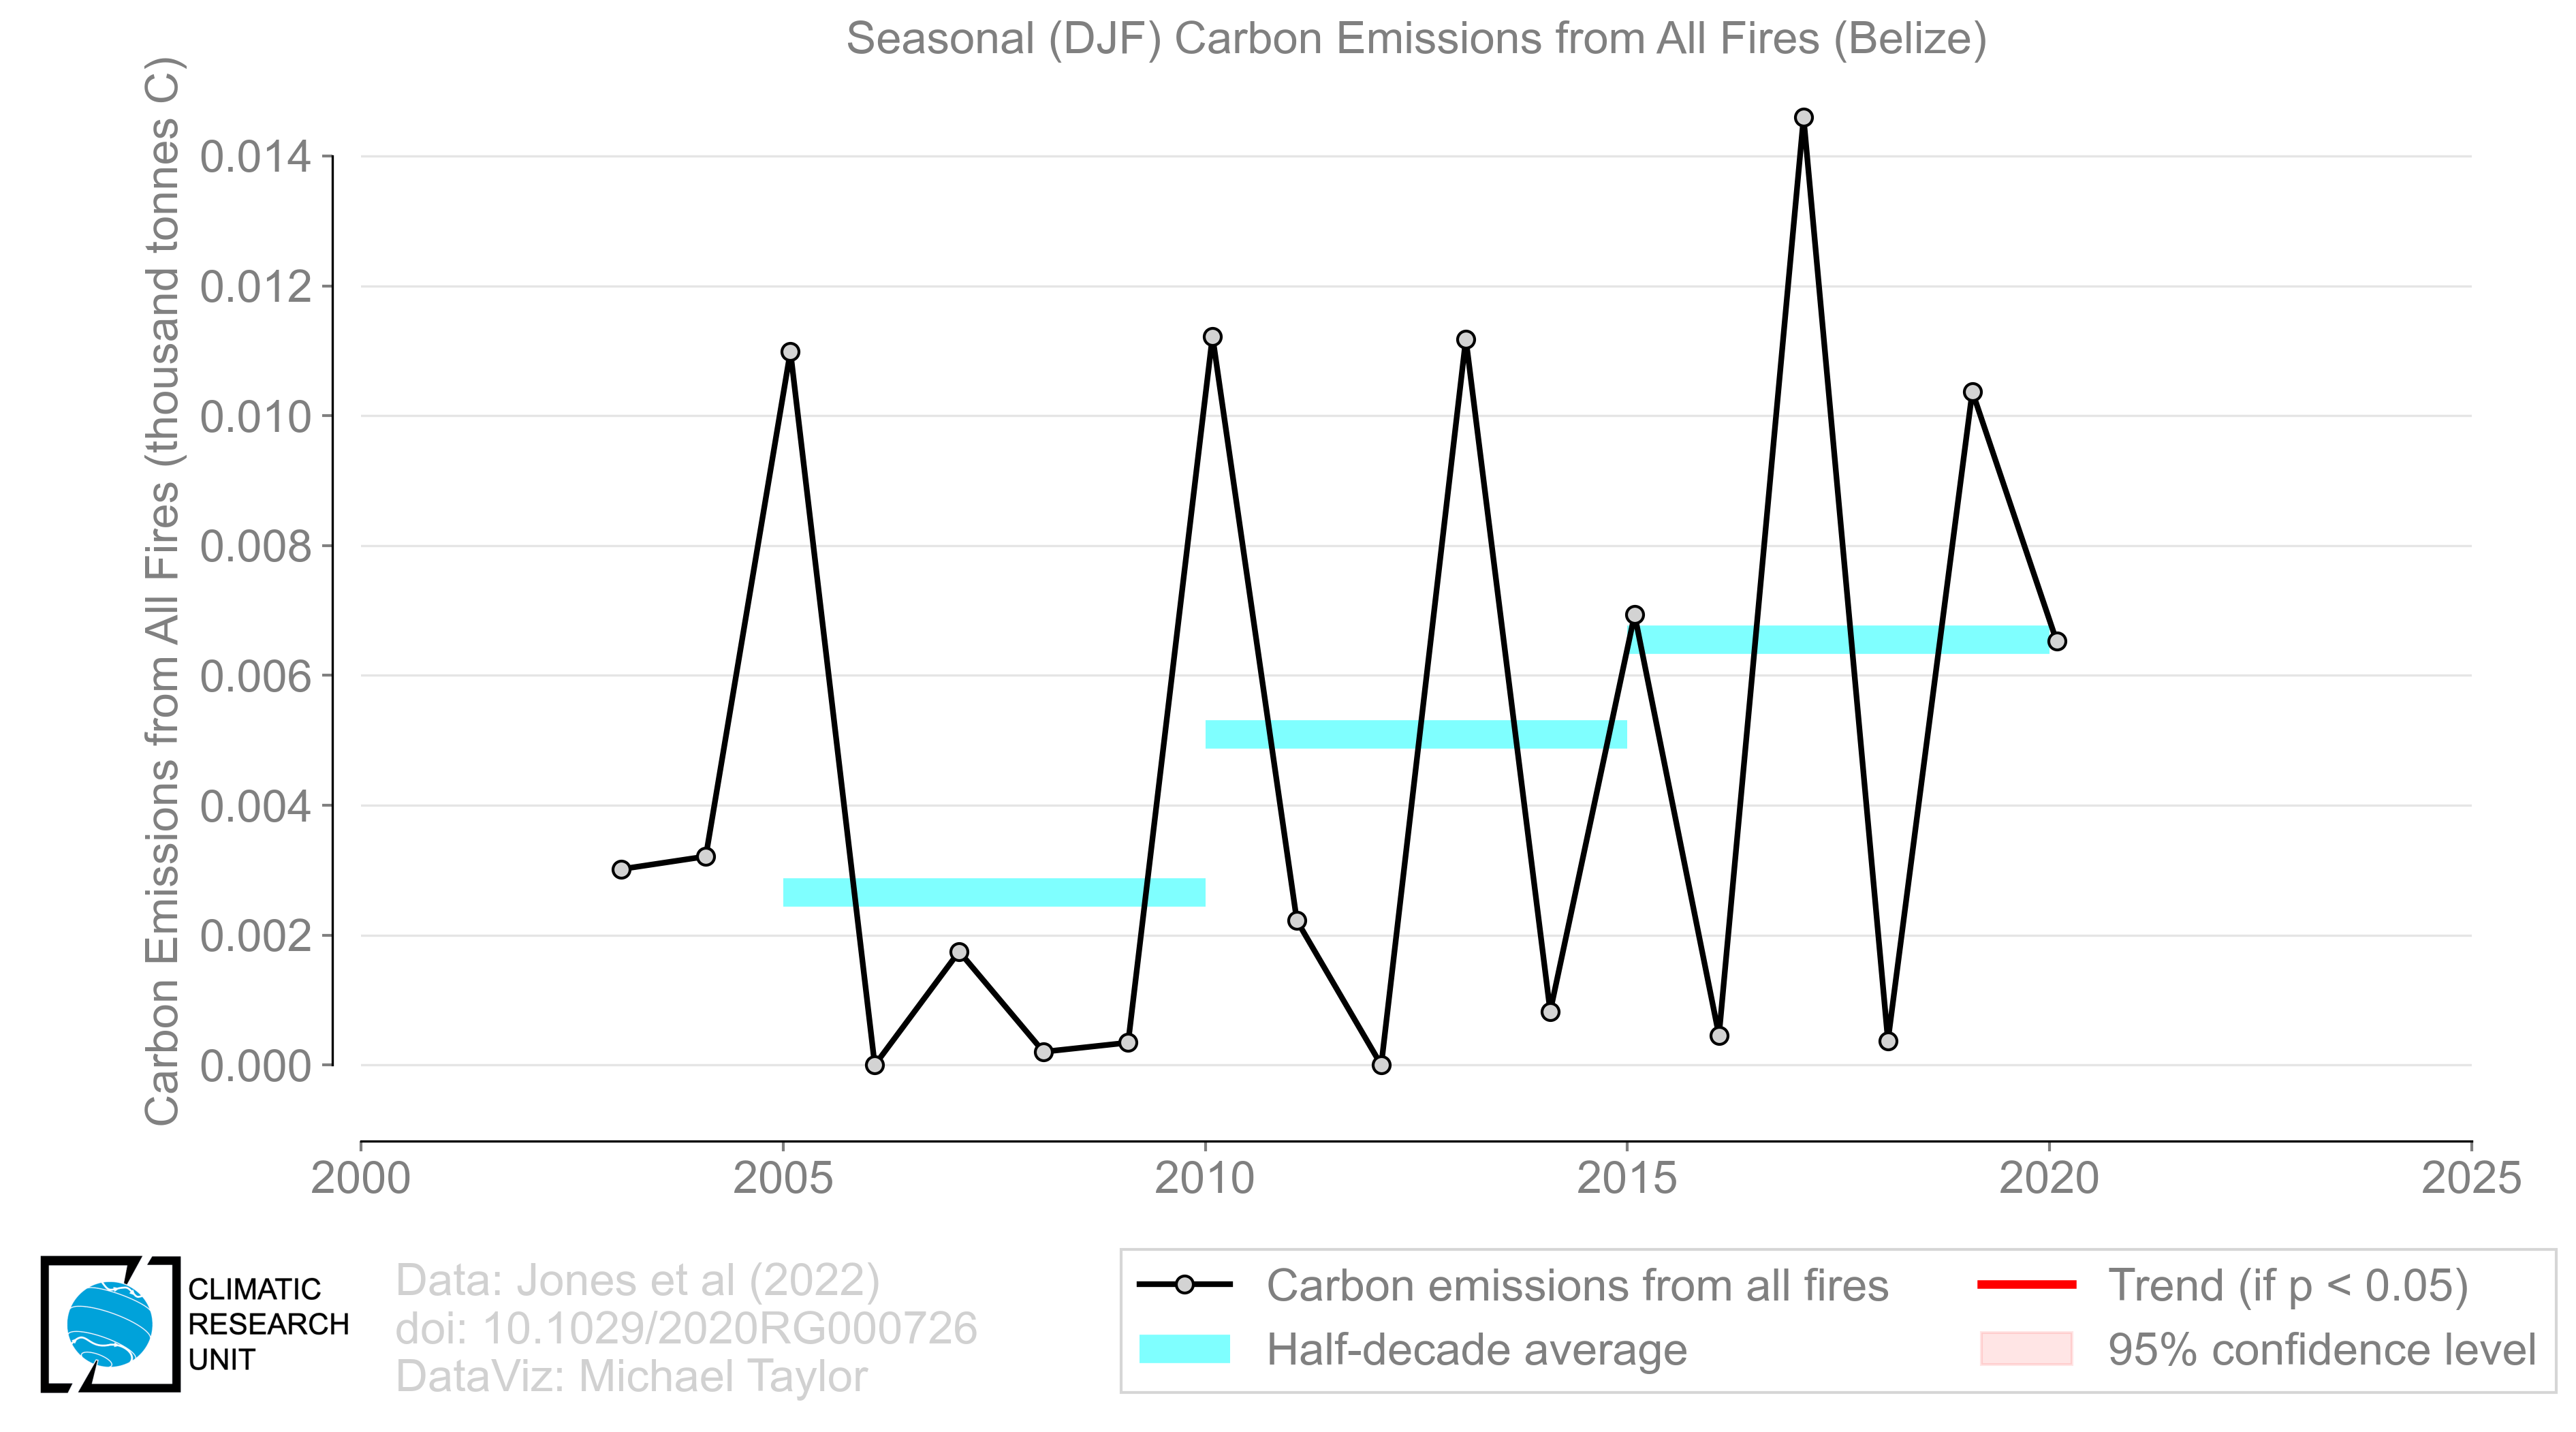 Seasonal (DJF) Carbon Emissions from All Fires (Belize)
Carbon Emissions from All Fires (thousand tonnes C)
0.014
0.012
0.010
0.008
0.006
0.004
0.002
0.000
2000 2005 2010 2015 2020 2025
CLIMATIC
RESEARCH
UNIT
Data: Jones et al (2022)
doi: 10.1029/2020RG000726
DataViz: Michael Taylor
Carbon emissions from all fires
Half-decade average
Trend (if p < 0.05)
95% confidence level